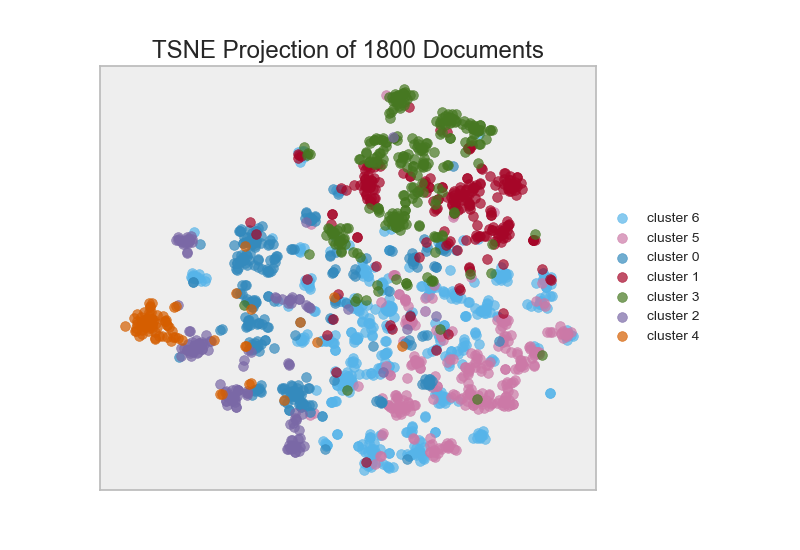 TSNE Projection of 1800 Documents
cluster 6
cluster 5
cluster 0
cluster 1
cluster 3
cluster 2
cluster 4